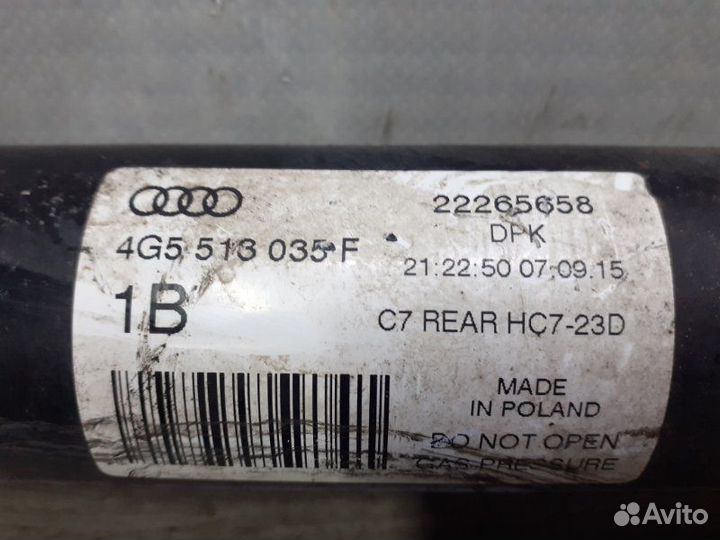 22265658
4G5 513 035 F
DPK
21:22:50 07-09.15
1B
C7 REAR HC7-23D
MADE
IN POLAND
DO NOT OPEN
GAS PRESSURE
Avito